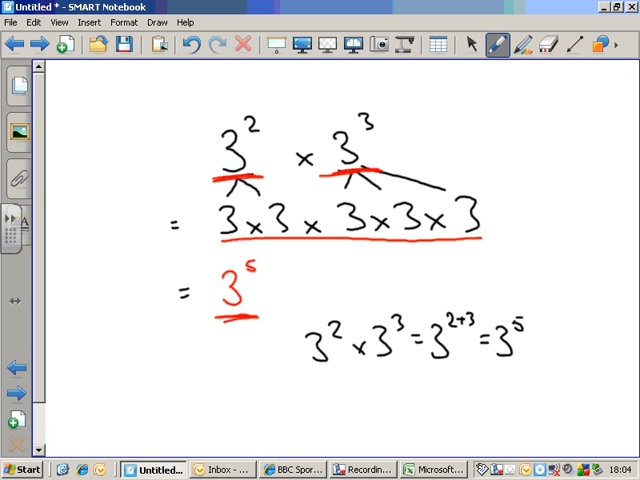 Untitled * - SMART Notebook
File Edit View Insert Format Draw Help
3² × 3³
= 3 × 3 × 3 × 3 × 3
= 3⁵
3² × 3³ = 3²⁺³ = 3⁵
Start Untitled... Inbox - ... BBC Spor... Recording... Microsoft... 18:04